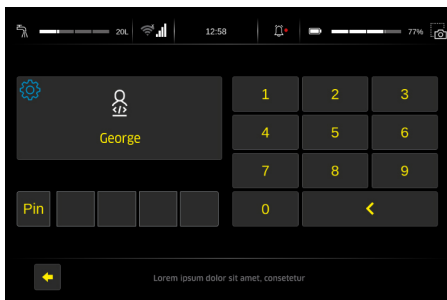 20L 12:58 77%
George
1 2 3
4 5 6
7 8 9
Pin 0
Lorem ipsum dolor sit amet, consetetur